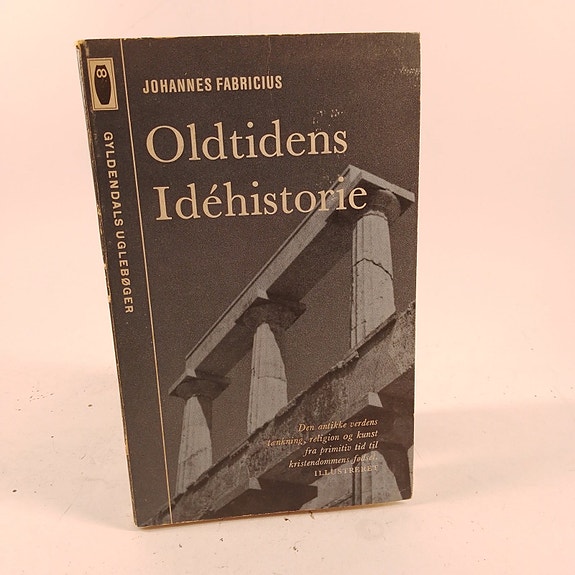 JOHANNES FABRICIUS
Oldtidens
Idéhistorie
GYLDENDALS UGLEBØGER
Den antikke verdens
tænkning, religion og kunst
fra primitiv tid til
kristendommens fødsel.
ILLUSTRERET